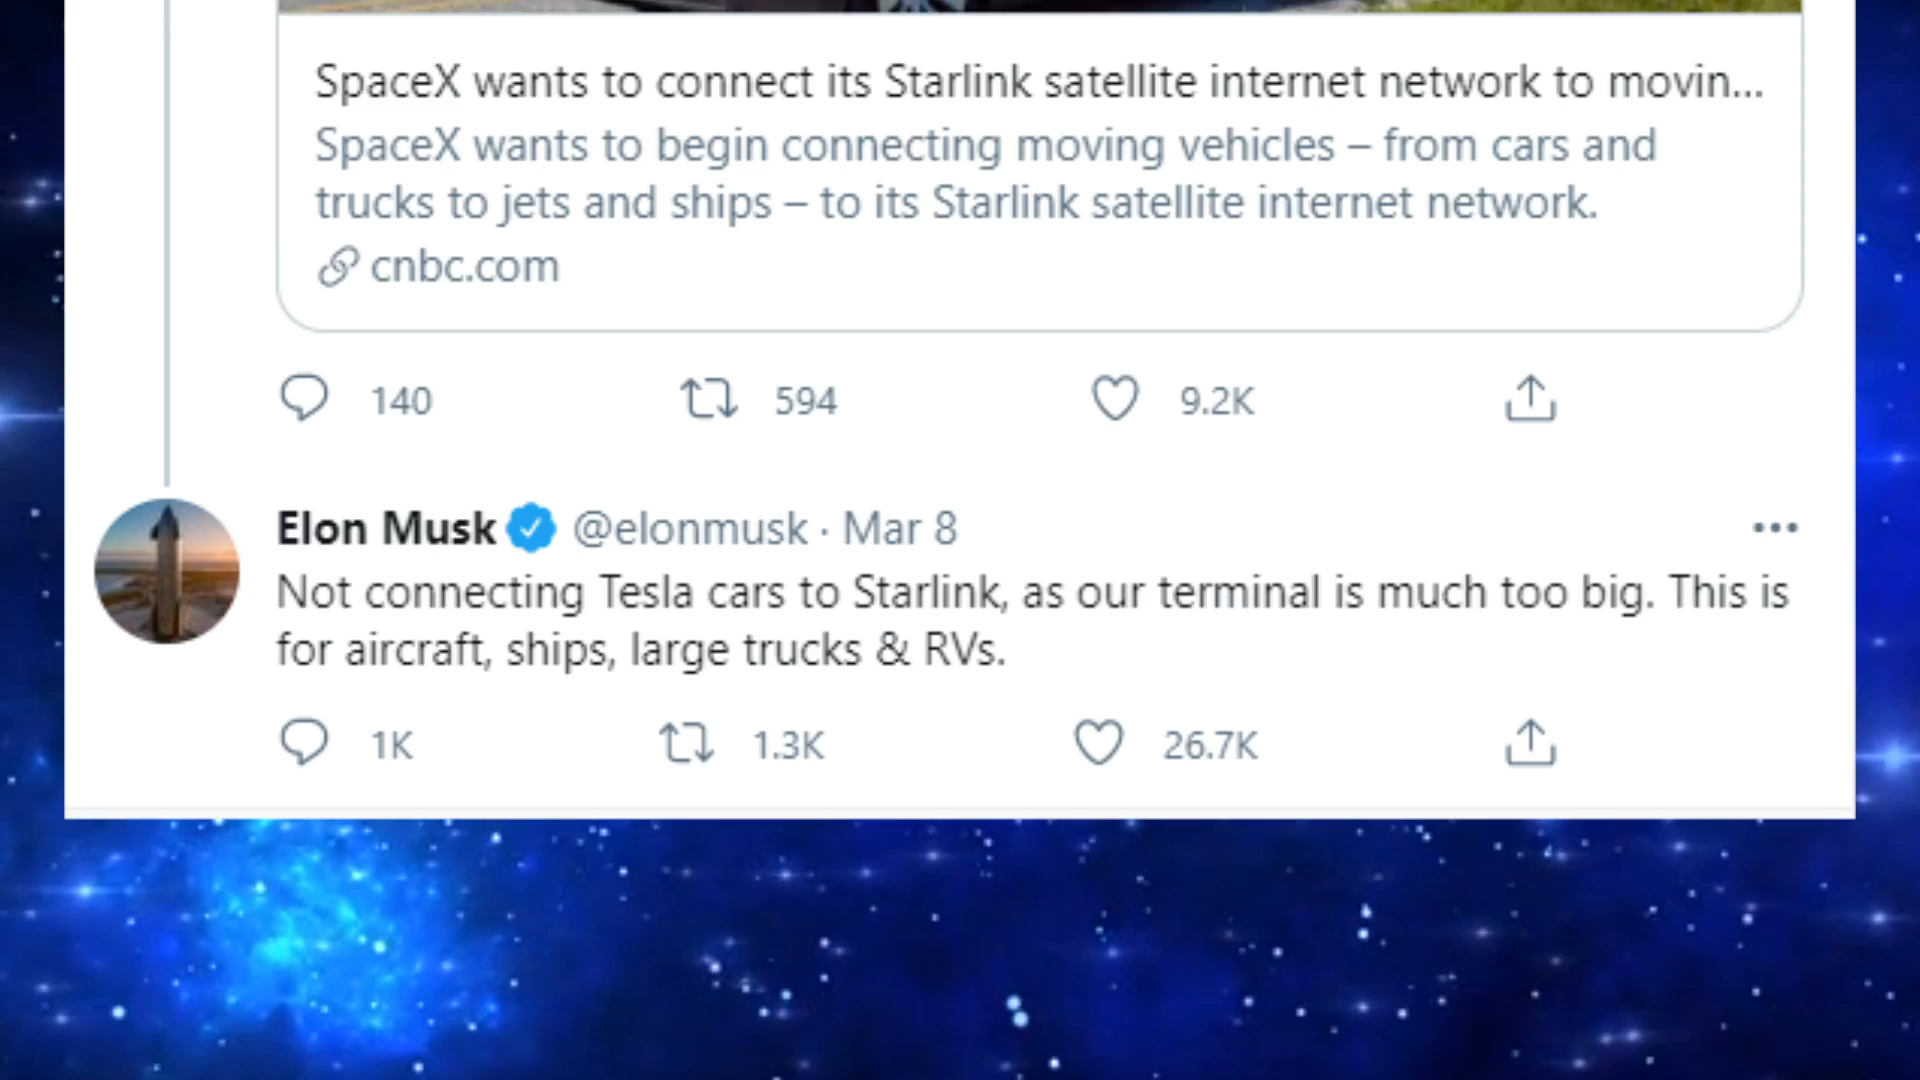 SpaceX wants to connect its Starlink satellite internet network to movin...
SpaceX wants to begin connecting moving vehicles – from cars and
trucks to jets and ships – to its Starlink satellite internet network.
cnbc.com
140 594 9.2K
Elon Musk @elonmusk · Mar 8
Not connecting Tesla cars to Starlink, as our terminal is much too big. This is
for aircraft, ships, large trucks & RVs.
1K 1.3K 26.7K